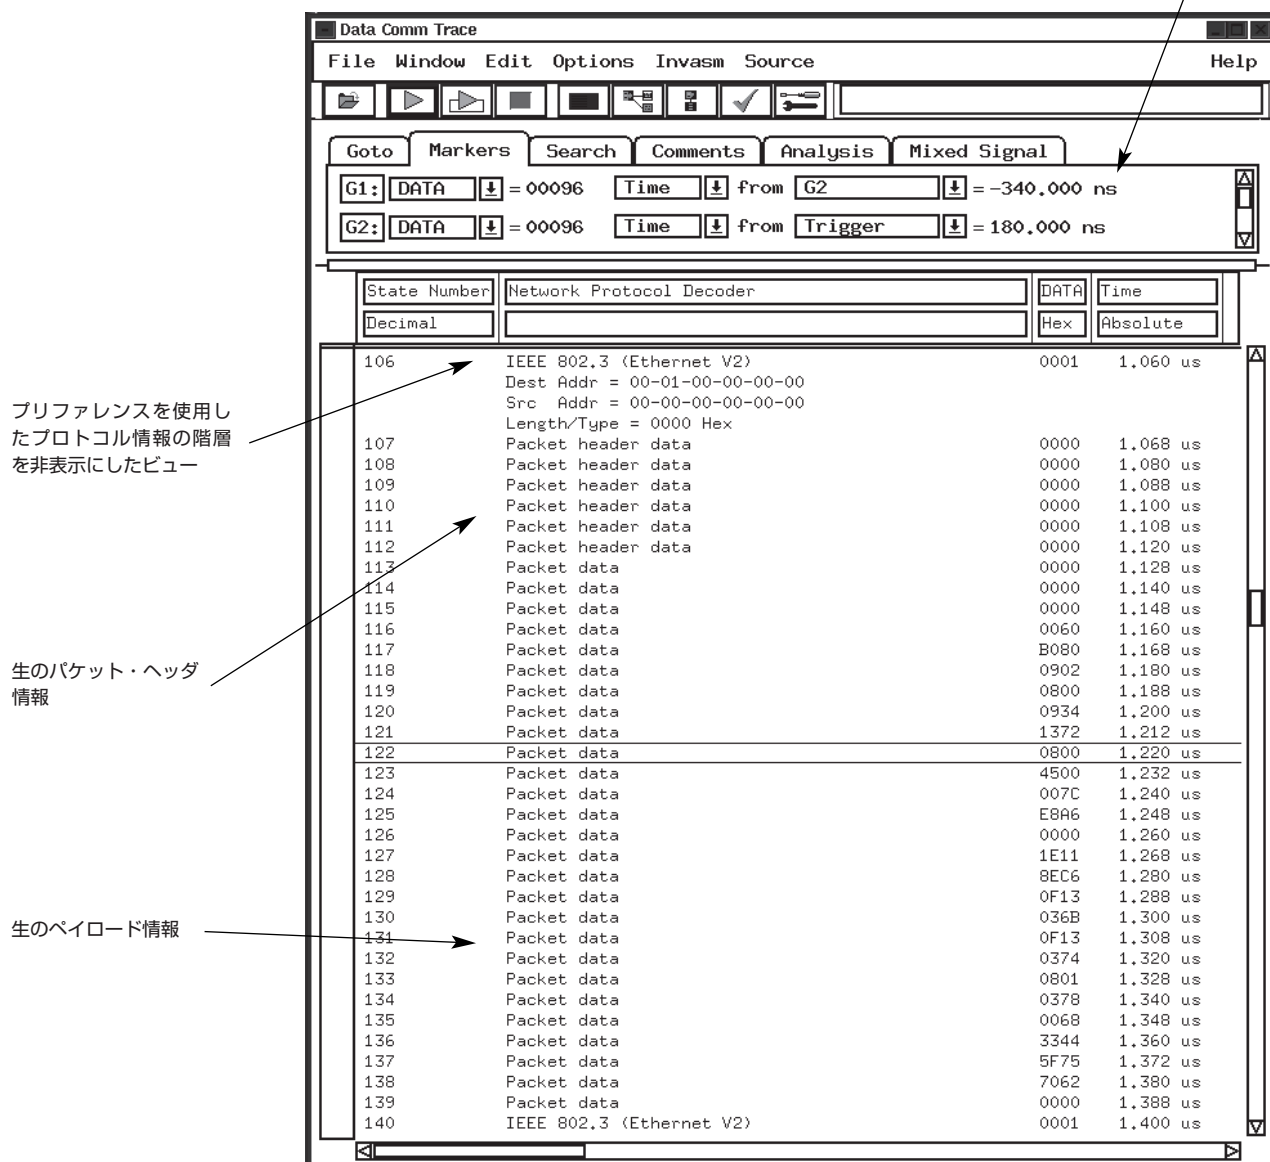 Data Comm Trace
File Window Edit Options Invasm Source Help
Goto Markers Search Comments Analysis Mixed Signal
G1: DATA = 00096 Time from G2 = -340.000 ns
G2: DATA = 00096 Time from Trigger = 180.000 ns
State Number Network Protocol Decoder DATA Time
Decimal Hex Absolute
106 IEEE 802.3 (Ethernet V2) 0001 1.060 us
Dest Addr = 00-01-00-00-00-00
Src Addr = 00-00-00-00-00-00
Length/Type = 0000 Hex
107 Packet header data 0000 1.068 us
108 Packet header data 0000 1.080 us
109 Packet header data 0000 1.088 us
110 Packet header data 0000 1.100 us
111 Packet header data 0000 1.108 us
112 Packet header data 0000 1.120 us
113 Packet data 0000 1.128 us
114 Packet data 0000 1.140 us
115 Packet data 0000 1.148 us
116 Packet data 0060 1.160 us
117 Packet data B080 1.168 us
118 Packet data 0902 1.180 us
119 Packet data 0800 1.188 us
120 Packet data 0934 1.200 us
121 Packet data 1372 1.212 us
122 Packet data 0800 1.220 us
123 Packet data 4500 1.232 us
124 Packet data 007C 1.240 us
125 Packet data E8A6 1.248 us
126 Packet data 0000 1.260 us
127 Packet data 1E11 1.268 us
128 Packet data 8EC6 1.280 us
129 Packet data 0F13 1.288 us
130 Packet data 036B 1.300 us
131 Packet data 0F13 1.308 us
132 Packet data 0374 1.320 us
133 Packet data 0801 1.328 us
134 Packet data 0378 1.340 us
135 Packet data 0068 1.348 us
136 Packet data 3344 1.360 us
137 Packet data 5F75 1.372 us
138 Packet data 7062 1.380 us
139 Packet data 0000 1.388 us
140 IEEE 802.3 (Ethernet V2) 0001 1.400 us
プリファレンスを使用し
たプロトコル情報の階層
を非表示にしたビュー
生のパケット・ヘッダ
情報
生のペイロード情報